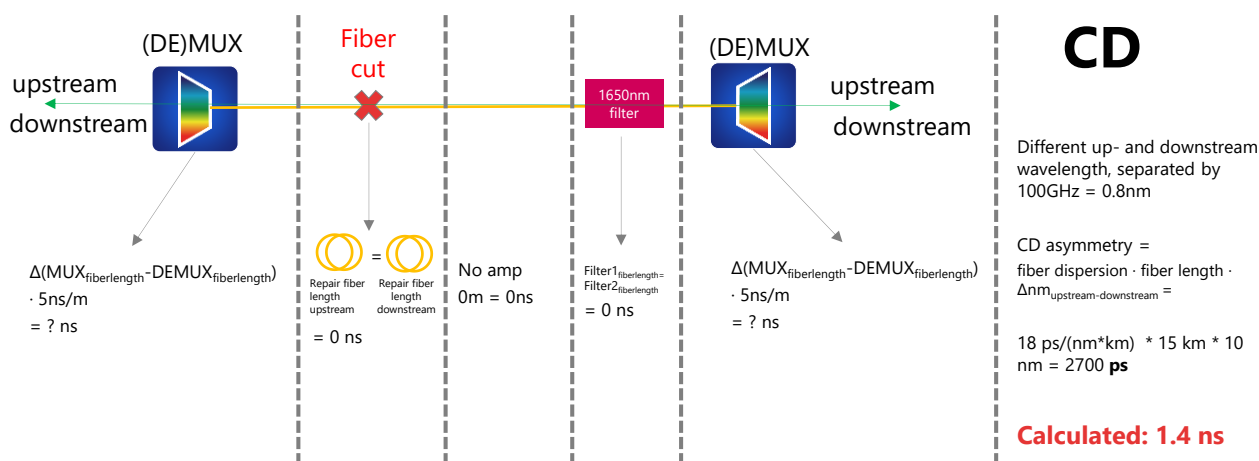 (DE)MUX
Fiber
cut
(DE)MUX
CD
upstream
downstream
1650nm
filter
upstream
downstream
Different up- and downstream
wavelength, separated by
100GHz = 0.8nm
Δ(MUXfiberlength-DEMUXfiberlength)
· 5ns/m
= ? ns
=
Repair fiber
length
upstream
Repair fiber
length
downstream
= 0 ns
No amp
0m = 0ns
Filter1fiberlength=
Filter2fiberlength
= 0 ns
Δ(MUXfiberlength-DEMUXfiberlength)
· 5ns/m
= ? ns
CD asymmetry =
fiber dispersion · fiber length ·
Δnmupstream-downstream =
18 ps/(nm*km) * 15 km * 10
nm = 2700 ps
Calculated: 1.4 ns